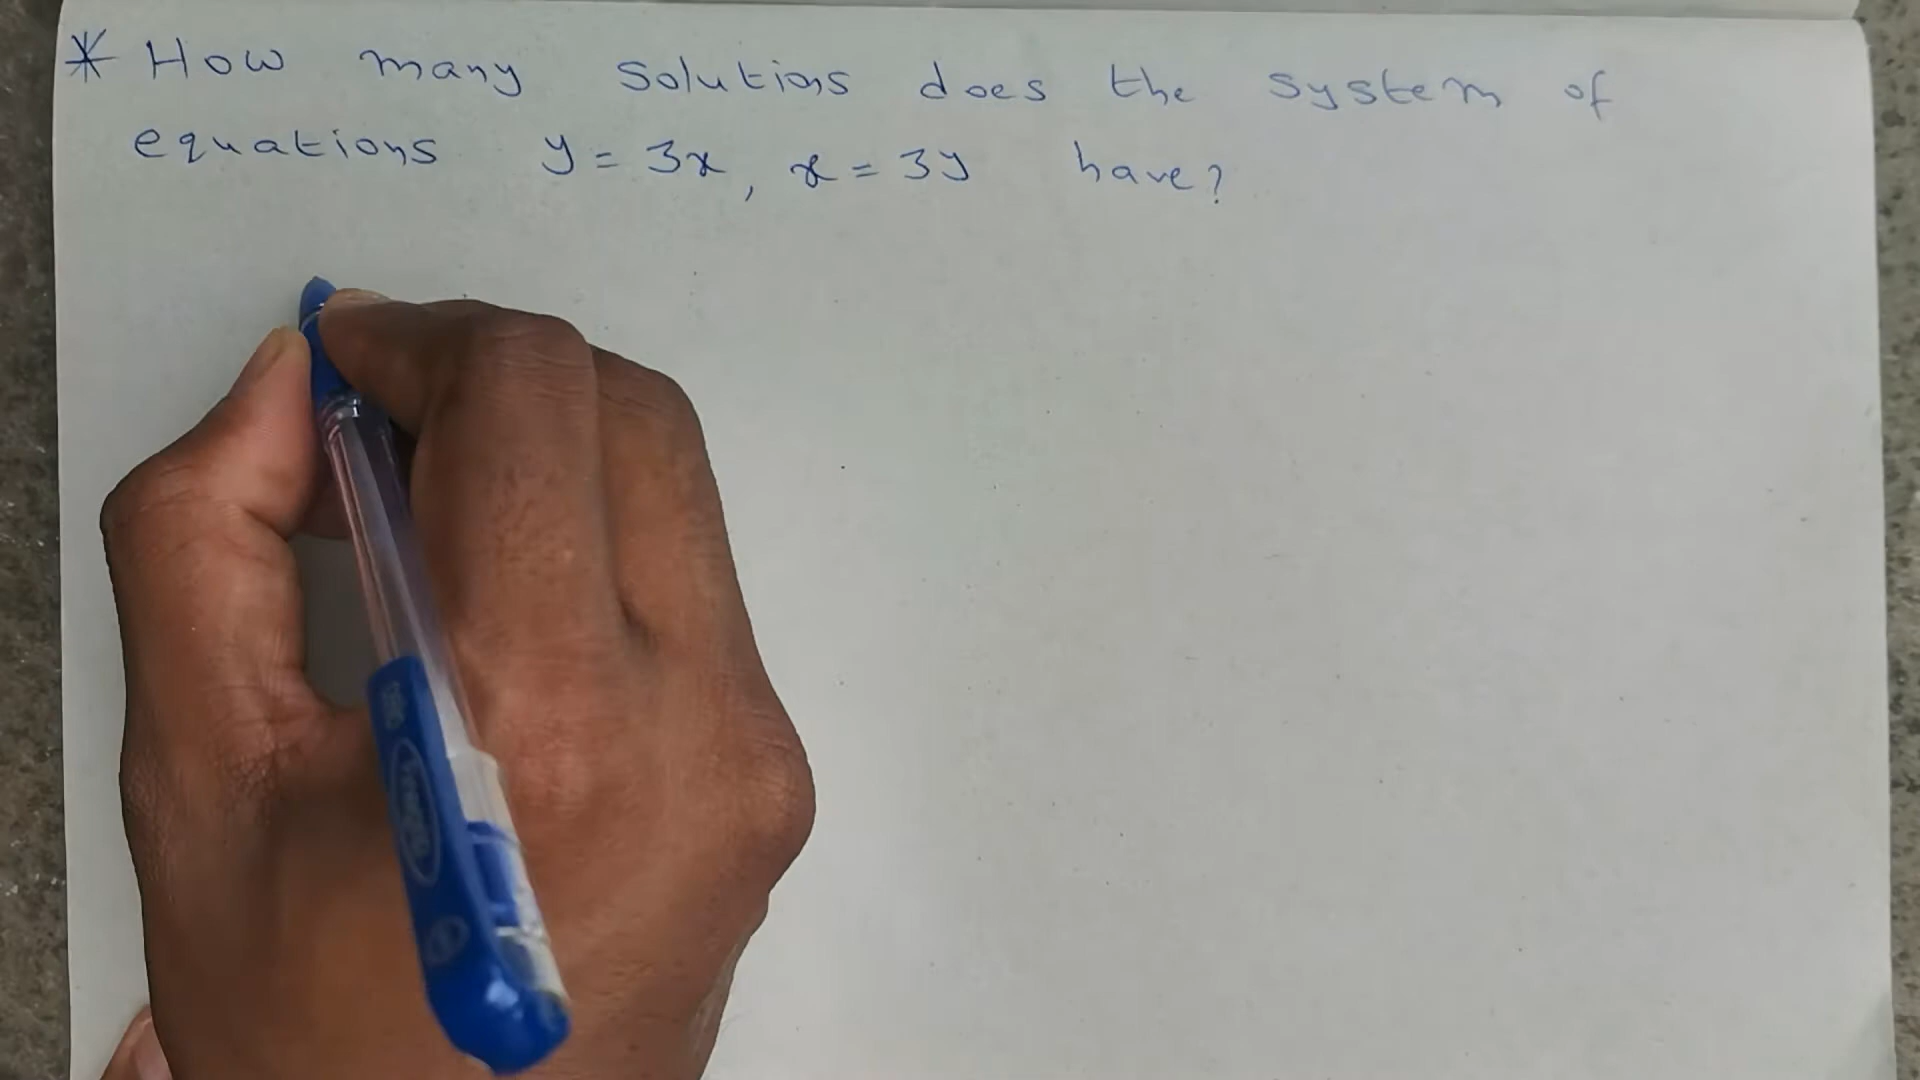 * How many solutions does the system of
equations y = 3x, x = 3y have?